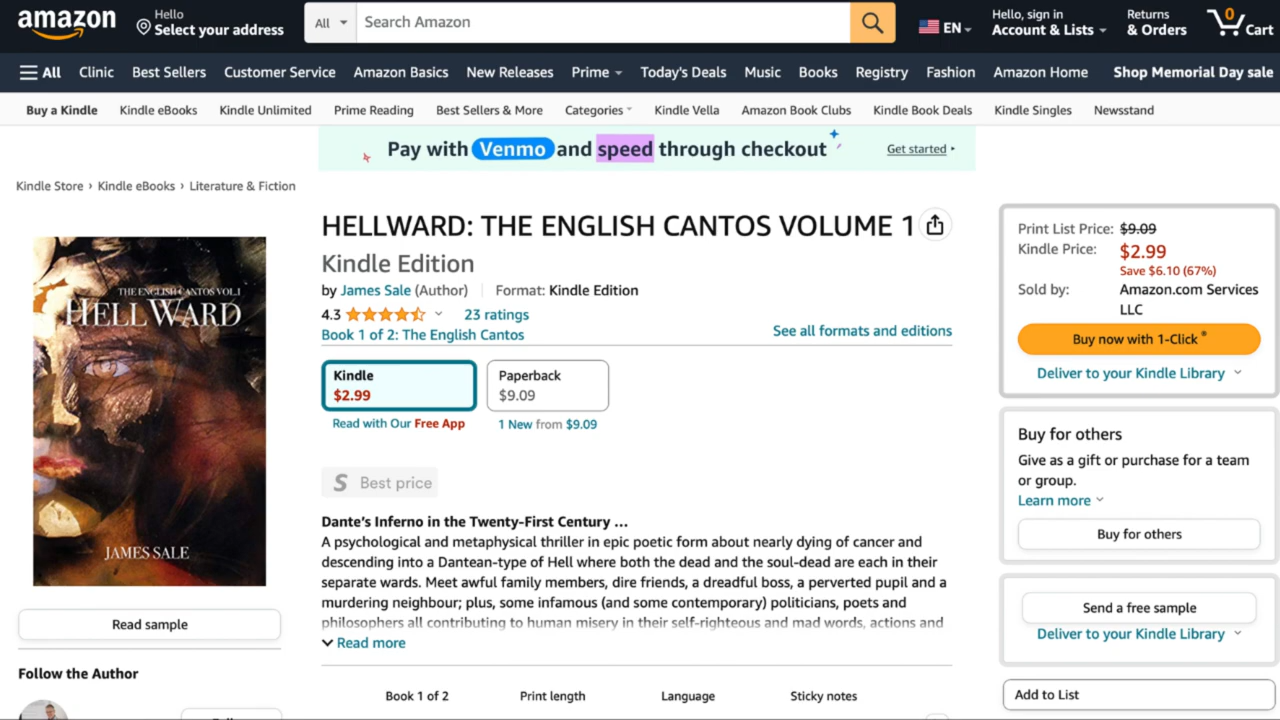 amazon
Hello
Select your address
All
Search Amazon
EN
Hello, sign in
Account & Lists
Returns
& Orders
0
Cart
All Clinic Best Sellers Customer Service Amazon Basics New Releases Prime Today's Deals Music Books Registry Fashion Amazon Home Shop Memorial Day sale
Buy a Kindle Kindle eBooks Kindle Unlimited Prime Reading Best Sellers & More Categories Kindle Vella Amazon Book Clubs Kindle Book Deals Kindle Singles Newsstand
Pay with Venmo and speed through checkout
Get started
Kindle Store › Kindle eBooks › Literature & Fiction
THE ENGLISH CANTOS VOL.1
HELLWARD
JAMES SALE
Read sample
Follow the Author
HELLWARD: THE ENGLISH CANTOS VOLUME 1
Kindle Edition
by James Sale (Author) Format: Kindle Edition
4.3 23 ratings
Book 1 of 2: The English Cantos
See all formats and editions
Kindle
$2.99
Read with Our Free App
Paperback
$9.09
1 New from $9.09
S Best price
Dante's Inferno in the Twenty-First Century ...
A psychological and metaphysical thriller in epic poetic form about nearly dying of cancer and
descending into a Dantean-type of Hell where both the dead and the soul-dead are each in their
separate wards. Meet awful family members, dire friends, a dreadful boss, a perverted pupil and a
murdering neighbour; plus, some infamous (and some contemporary) politicians, poets and
philosophers all contributing to human misery in their self-righteous and mad words, actions and
Read more
Book 1 of 2 Print length Language Sticky notes
Print List Price: $9.09
Kindle Price: $2.99
Save $6.10 (67%)
Sold by: Amazon.com Services
LLC
Buy now with 1-Click ®
Deliver to your Kindle Library
Buy for others
Give as a gift or purchase for a team
or group.
Learn more
Buy for others
Send a free sample
Deliver to your Kindle Library
Add to List